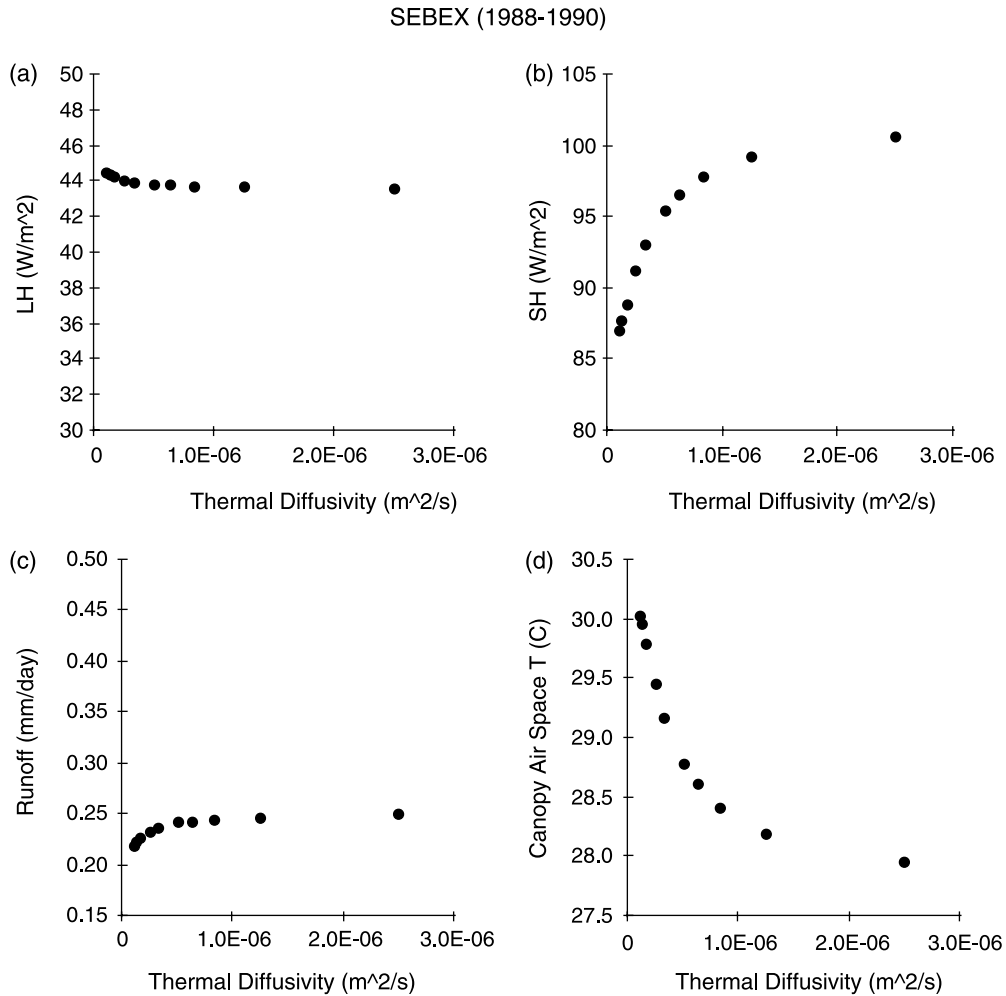 SEBEX (1988-1990)
(a)
50
48
46
44
42
40
38
36
34
32
30
LH (W/m^2)
0 1.0E-06 2.0E-06 3.0E-06
Thermal Diffusivity (m^2/s)
(b)
105
100
95
90
85
80
SH (W/m^2)
0 1.0E-06 2.0E-06 3.0E-06
Thermal Diffusivity (m^2/s)
(c)
0.50
0.45
0.40
0.35
0.30
0.25
0.20
0.15
Runoff (mm/day)
0 1.0E-06 2.0E-06 3.0E-06
Thermal Diffusivity (m^2/s)
(d)
30.5
30.0
29.5
29.0
28.5
28.0
27.5
Canopy Air Space T (C)
0 1.0E-06 2.0E-06 3.0E-06
Thermal Diffusivity (m^2/s)